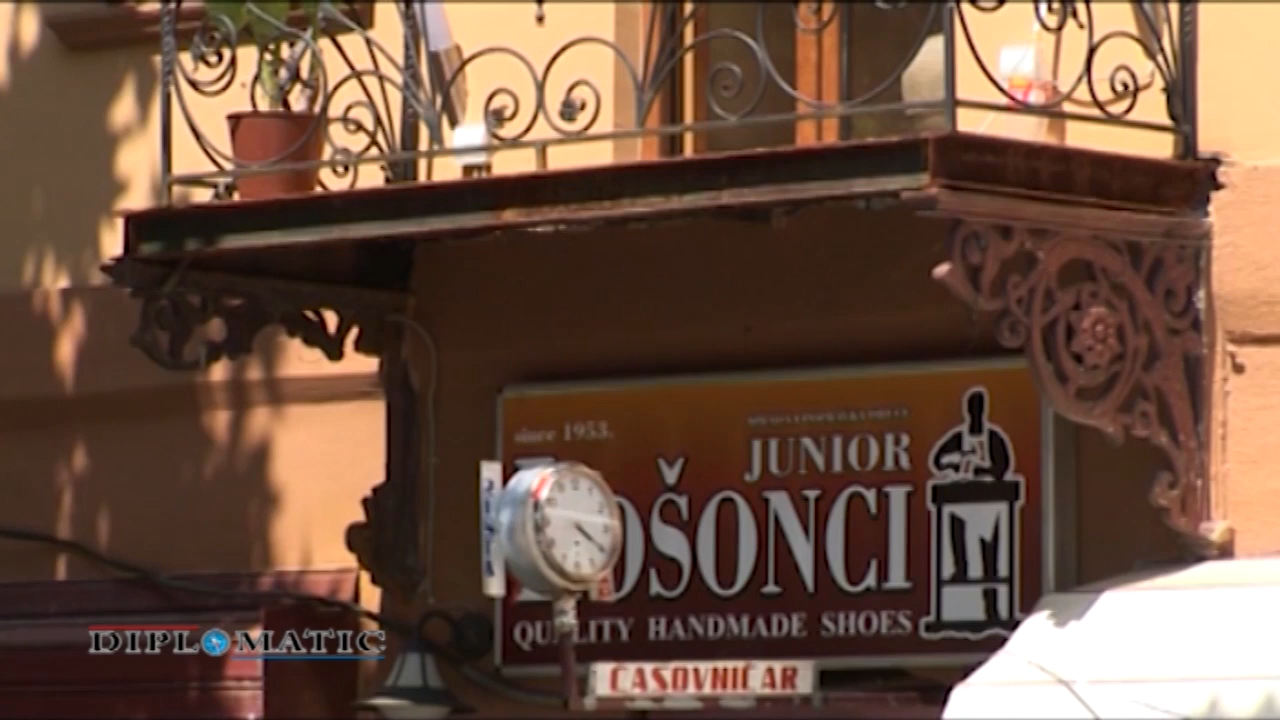 since 1953.
JUNIOR
OŠONCI
QUALITY HANDMADE SHOES
ČASOVNIČAR
DIPLOMATIC